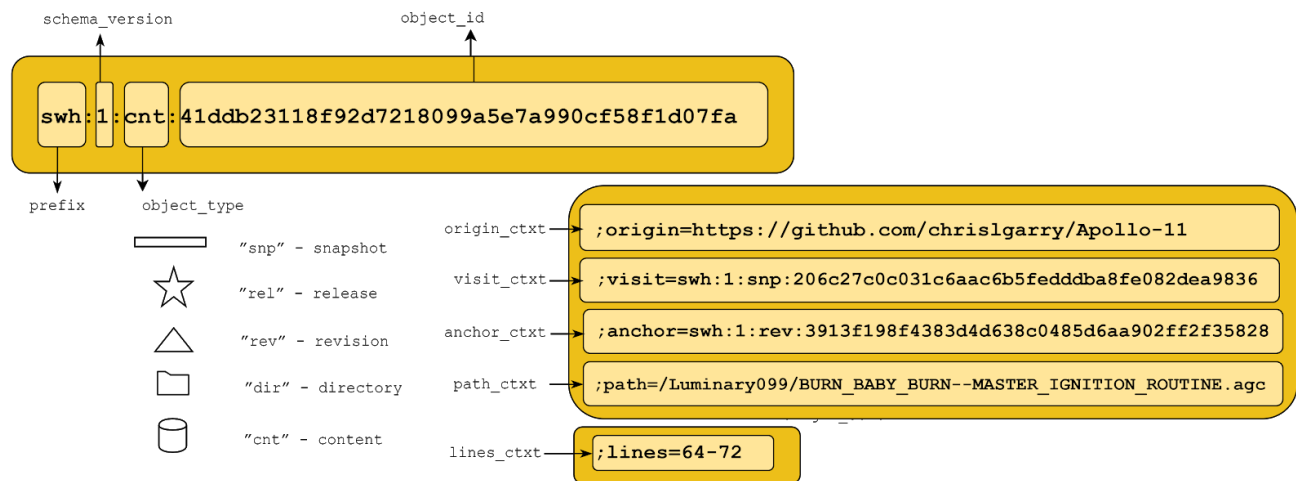 schema_version
object_id
swh:1:cnt:41ddb23118f92d7218099a5e7a990cf58f1d07fa
prefix
object_type
”snp” - snapshot
”rel” - release
”rev” - revision
”dir” - directory
”cnt” - content
origin_ctxt
;origin=https://github.com/chrislgarry/Apollo-11
visit_ctxt
;visit=swh:1:snp:206c27c0c031c6aac6b5fedddba8fe082dea9836
anchor_ctxt
;anchor=swh:1:rev:3913f198f4383d4d638c0485d6aa902ff2f35828
path_ctxt
;path=/Luminary099/BURN_BABY_BURN--MASTER_IGNITION_ROUTINE.agc
lines_ctxt
;lines=64-72